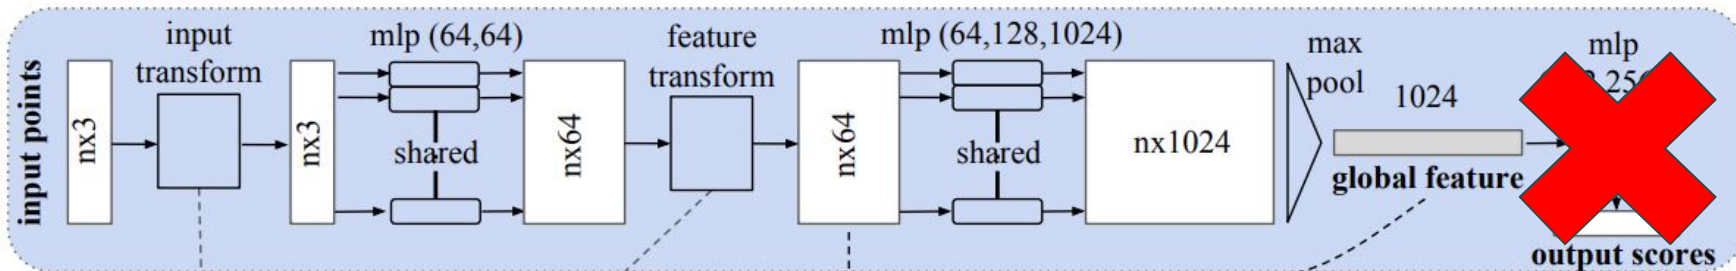 input points
nx3
input
transform
nx3
mlp (64,64)
shared
nx64
feature
transform
nx64
mlp (64,128,1024)
shared
nx1024
max
pool
1024
global feature
mlp
output scores